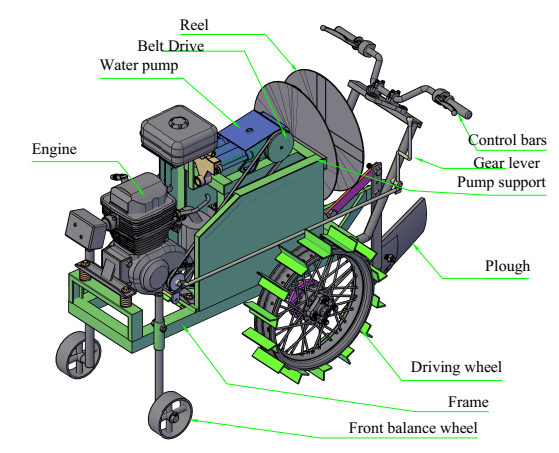 Reel
Belt Drive
Water pump
Engine
Control bars
Gear lever
Pump support
Plough
Driving wheel
Frame
Front balance wheel